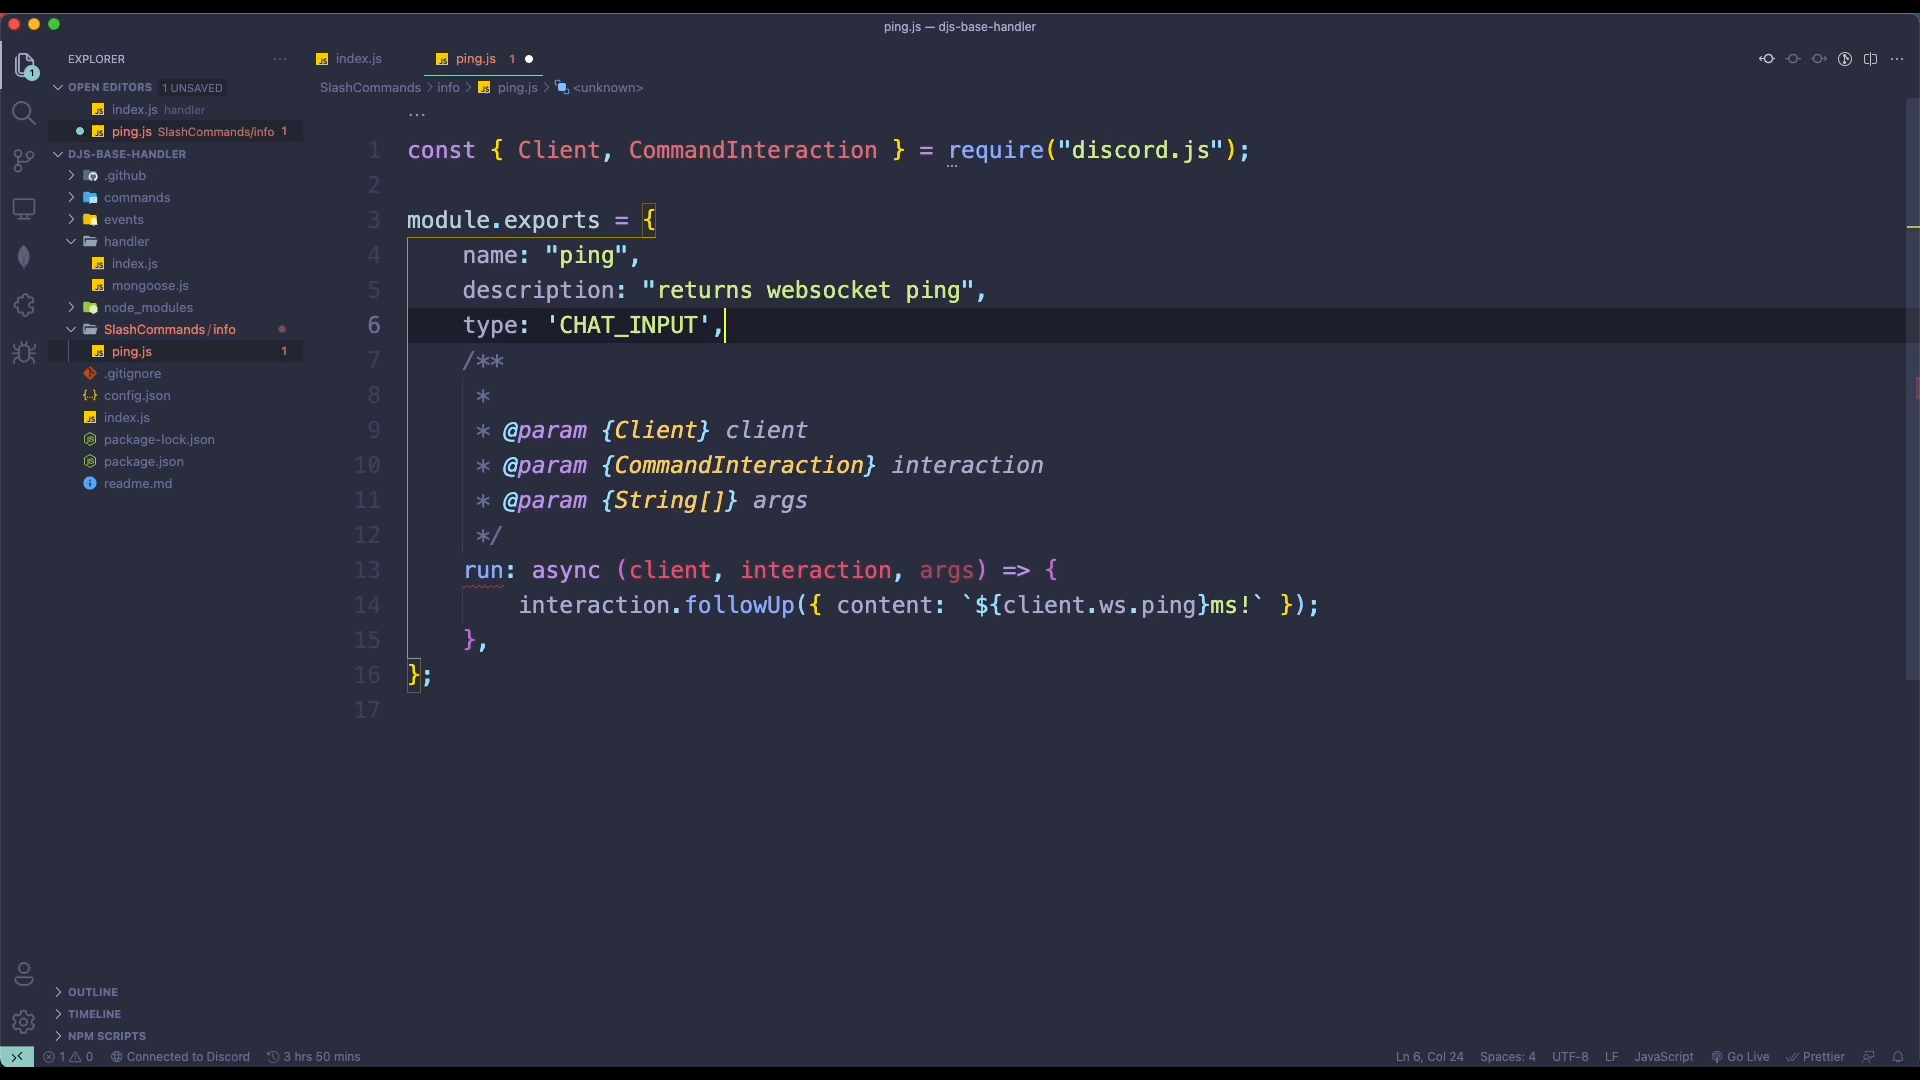 ping.js — djs-base-handler
EXPLORER
OPEN EDITORS 1 UNSAVED
index.js handler
ping.js SlashCommands/info 1
DJS-BASE-HANDLER
.github
commands
events
handler
index.js
mongoose.js
node_modules
SlashCommands / info
ping.js 1
.gitignore
config.json
index.js
package-lock.json
package.json
readme.md
OUTLINE
TIMELINE
NPM SCRIPTS
index.js
ping.js 1
SlashCommands > info > ping.js > <unknown>
...
1 const { Client, CommandInteraction } = require("discord.js");
2
3 module.exports = {
4 name: "ping",
5 description: "returns websocket ping",
6 type: 'CHAT_INPUT',
7 /**
8 *
9 * @param {Client} client
10 * @param {CommandInteraction} interaction
11 * @param {String[]} args
12 */
13 run: async (client, interaction, args) => {
14 interaction.followUp({ content: `${client.ws.ping}ms!` });
15 },
16 };
17
1 0 Connected to Discord 3 hrs 50 mins
Ln 6, Col 24 Spaces: 4 UTF-8 LF JavaScript Go Live Prettier